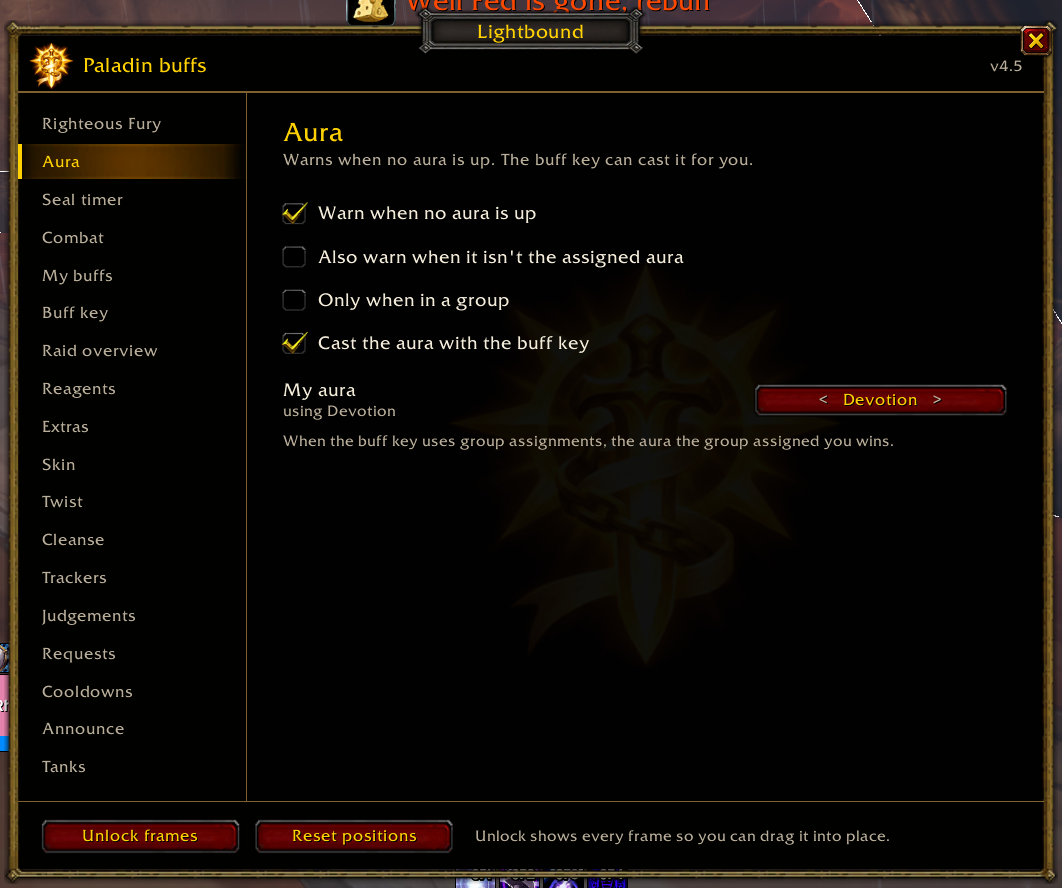 Well Fed is gone, rebuff
Lightbound
Paladin buffs
v4.5
Righteous Fury
Aura
Seal timer
Combat
My buffs
Buff key
Raid overview
Reagents
Extras
Skin
Twist
Cleanse
Trackers
Judgements
Requests
Cooldowns
Announce
Tanks
Aura
Warns when no aura is up. The buff key can cast it for you.
Warn when no aura is up
Also warn when it isn't the assigned aura
Only when in a group
Cast the aura with the buff key
My aura
using Devotion
< Devotion >
When the buff key uses group assignments, the aura the group assigned you wins.
Unlock frames
Reset positions
Unlock shows every frame so you can drag it into place.